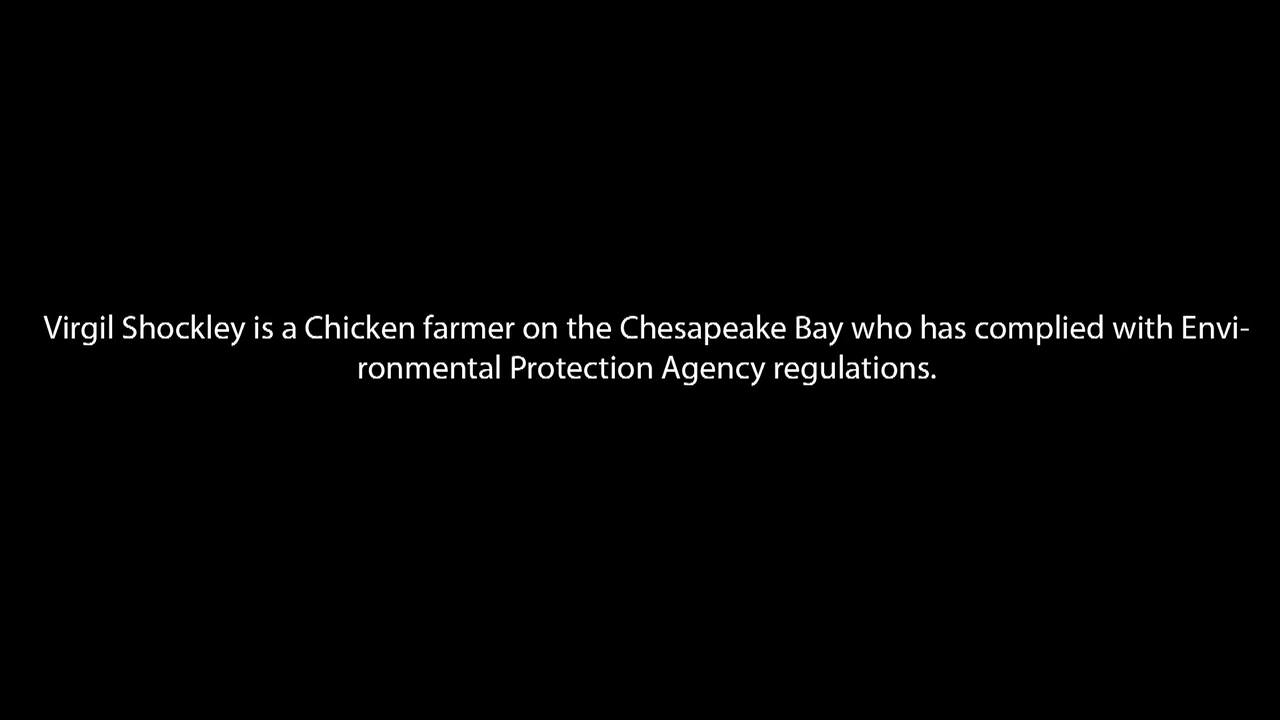 Virgil Shockley is a Chicken farmer on the Chesapeake Bay who has complied with Envi-
ronmental Protection Agency regulations.